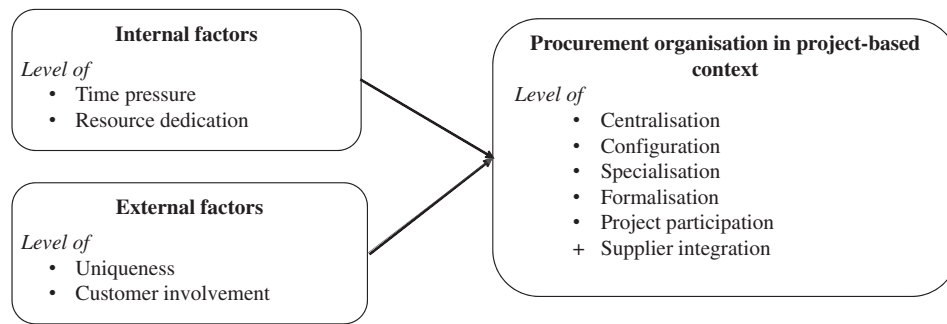 Internal factors
Level of
• Time pressure
• Resource dedication
External factors
Level of
• Uniqueness
• Customer involvement
Procurement organisation in project-based
context
Level of
• Centralisation
• Configuration
• Specialisation
• Formalisation
• Project participation
+ Supplier integration